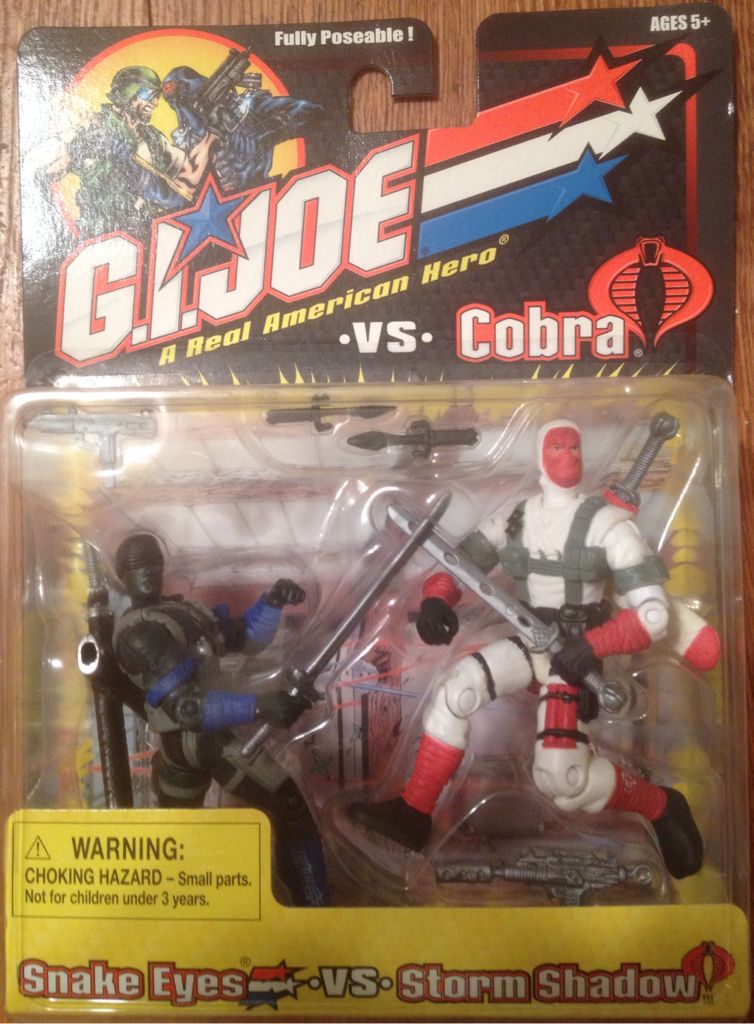 Fully Poseable !
AGES 5+
G.I. JOE
A Real American Hero®
·VS· Cobra®
⚠ WARNING:
CHOKING HAZARD – Small parts.
Not for children under 3 years.
Snake Eyes® ·VS· Storm Shadow™